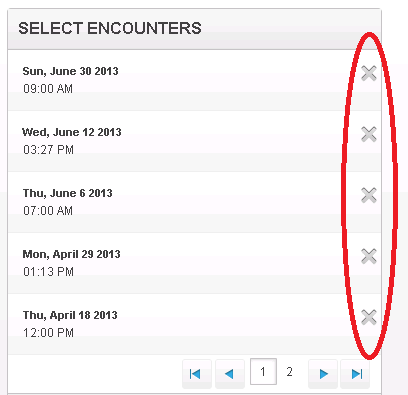 SELECT ENCOUNTERS
Sun, June 30 2013
09:00 AM
Wed, June 12 2013
03:27 PM
Thu, June 6 2013
07:00 AM
Mon, April 29 2013
01:13 PM
Thu, April 18 2013
12:00 PM
1 2